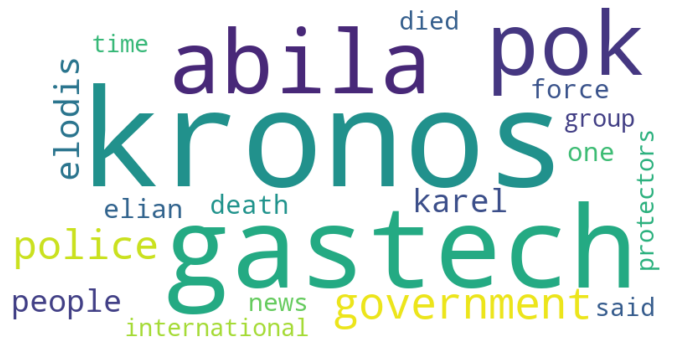 died
time
abila
pok
elodis
force
kronos
group
one
protectors
elian
death
karel
police
gastech
people
news
government
said
international